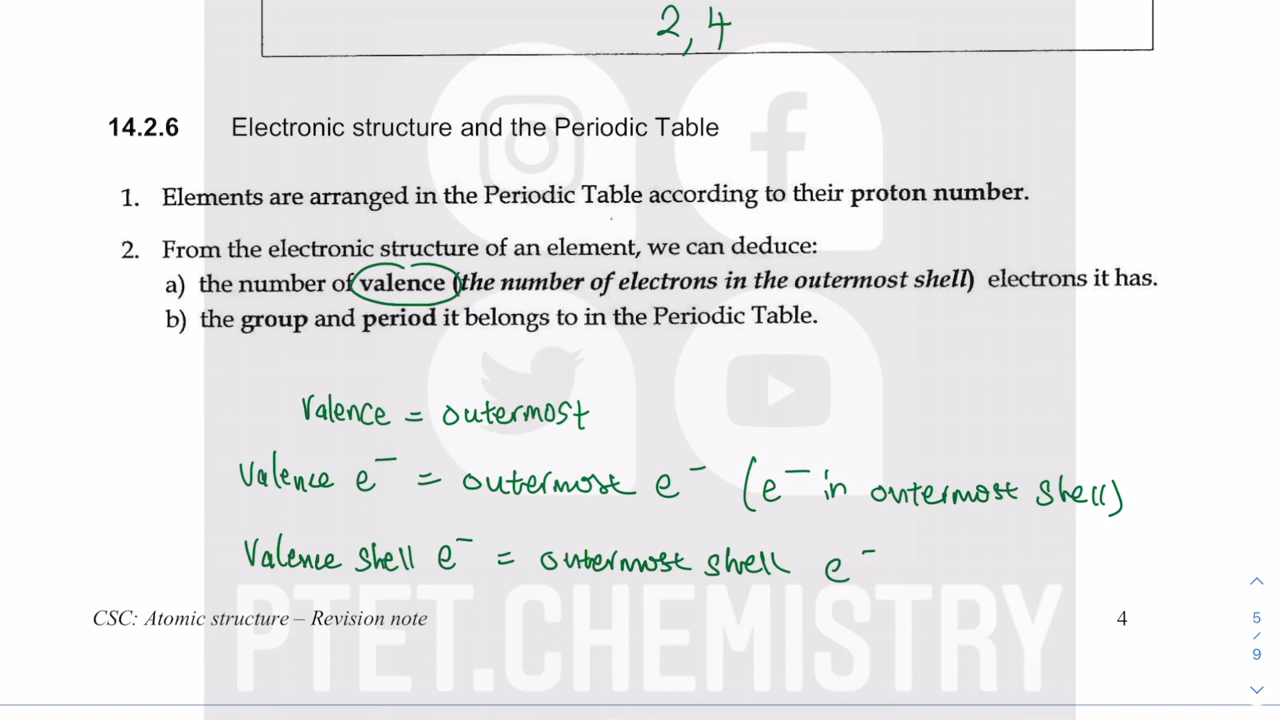 2, 4
14.2.6 Electronic structure and the Periodic Table
1. Elements are arranged in the Periodic Table according to their proton number.
2. From the electronic structure of an element, we can deduce:
a) the number of valence (the number of electrons in the outermost shell) electrons it has.
b) the group and period it belongs to in the Periodic Table.
Valence = outermost
Valence e⁻ = outermost e⁻ (e⁻ in outermost shell)
Valence shell e⁻ = outermost shell e⁻
CSC: Atomic structure – Revision note 4
PTET.CHEMISTRY
5
/
9